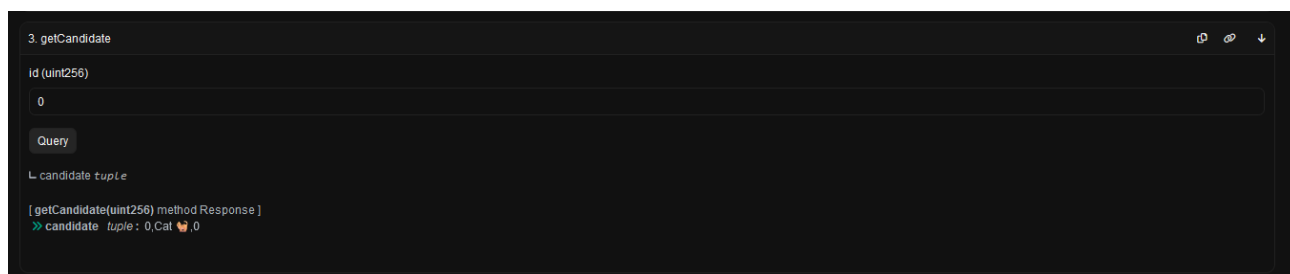 3. getCandidate
id (uint256)
0
Query
candidate tuple
[ getCandidate(uint256) method Response ]
candidate tuple : 0,Cat 🐈,0